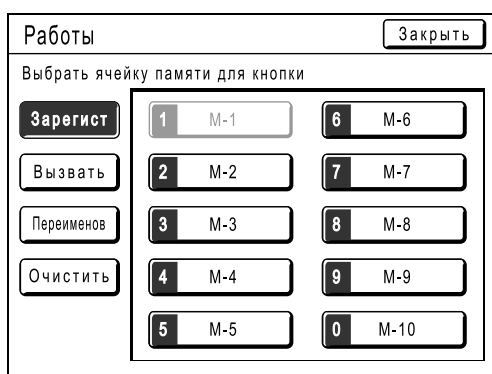 Работы
Закрыть
Выбрать ячейку памяти для кнопки
Зарегист
Вызвать
Переименов
Очистить
1 М-1
2 М-2
3 М-3
4 М-4
5 М-5
6 М-6
7 М-7
8 М-8
9 М-9
0 М-10